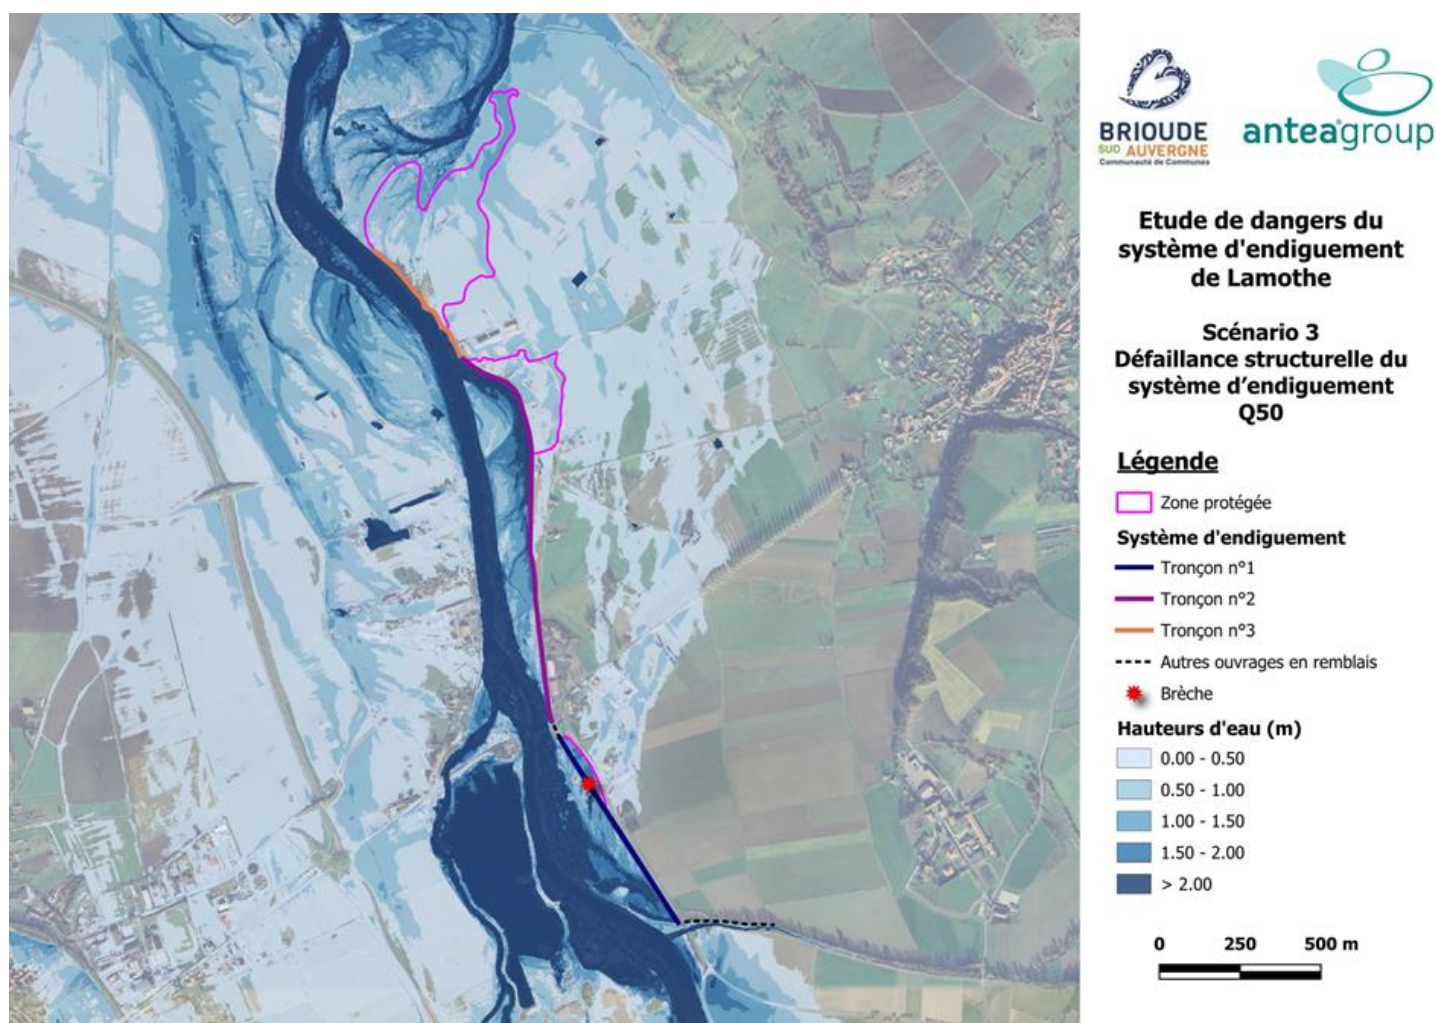 BRIOUDE
SUD AUVERGNE
Communauté de Communes
anteagroup
Etude de dangers du
système d'endiguement
de Lamothe
Scénario 3
Défaillance structurelle du
système d’endiguement
Q50
Légende
Zone protégée
Système d'endiguement
Tronçon n°1
Tronçon n°2
Tronçon n°3
Autres ouvrages en remblais
Brèche
Hauteurs d'eau (m)
0.00 - 0.50
0.50 - 1.00
1.00 - 1.50
1.50 - 2.00
> 2.00
0 250 500 m